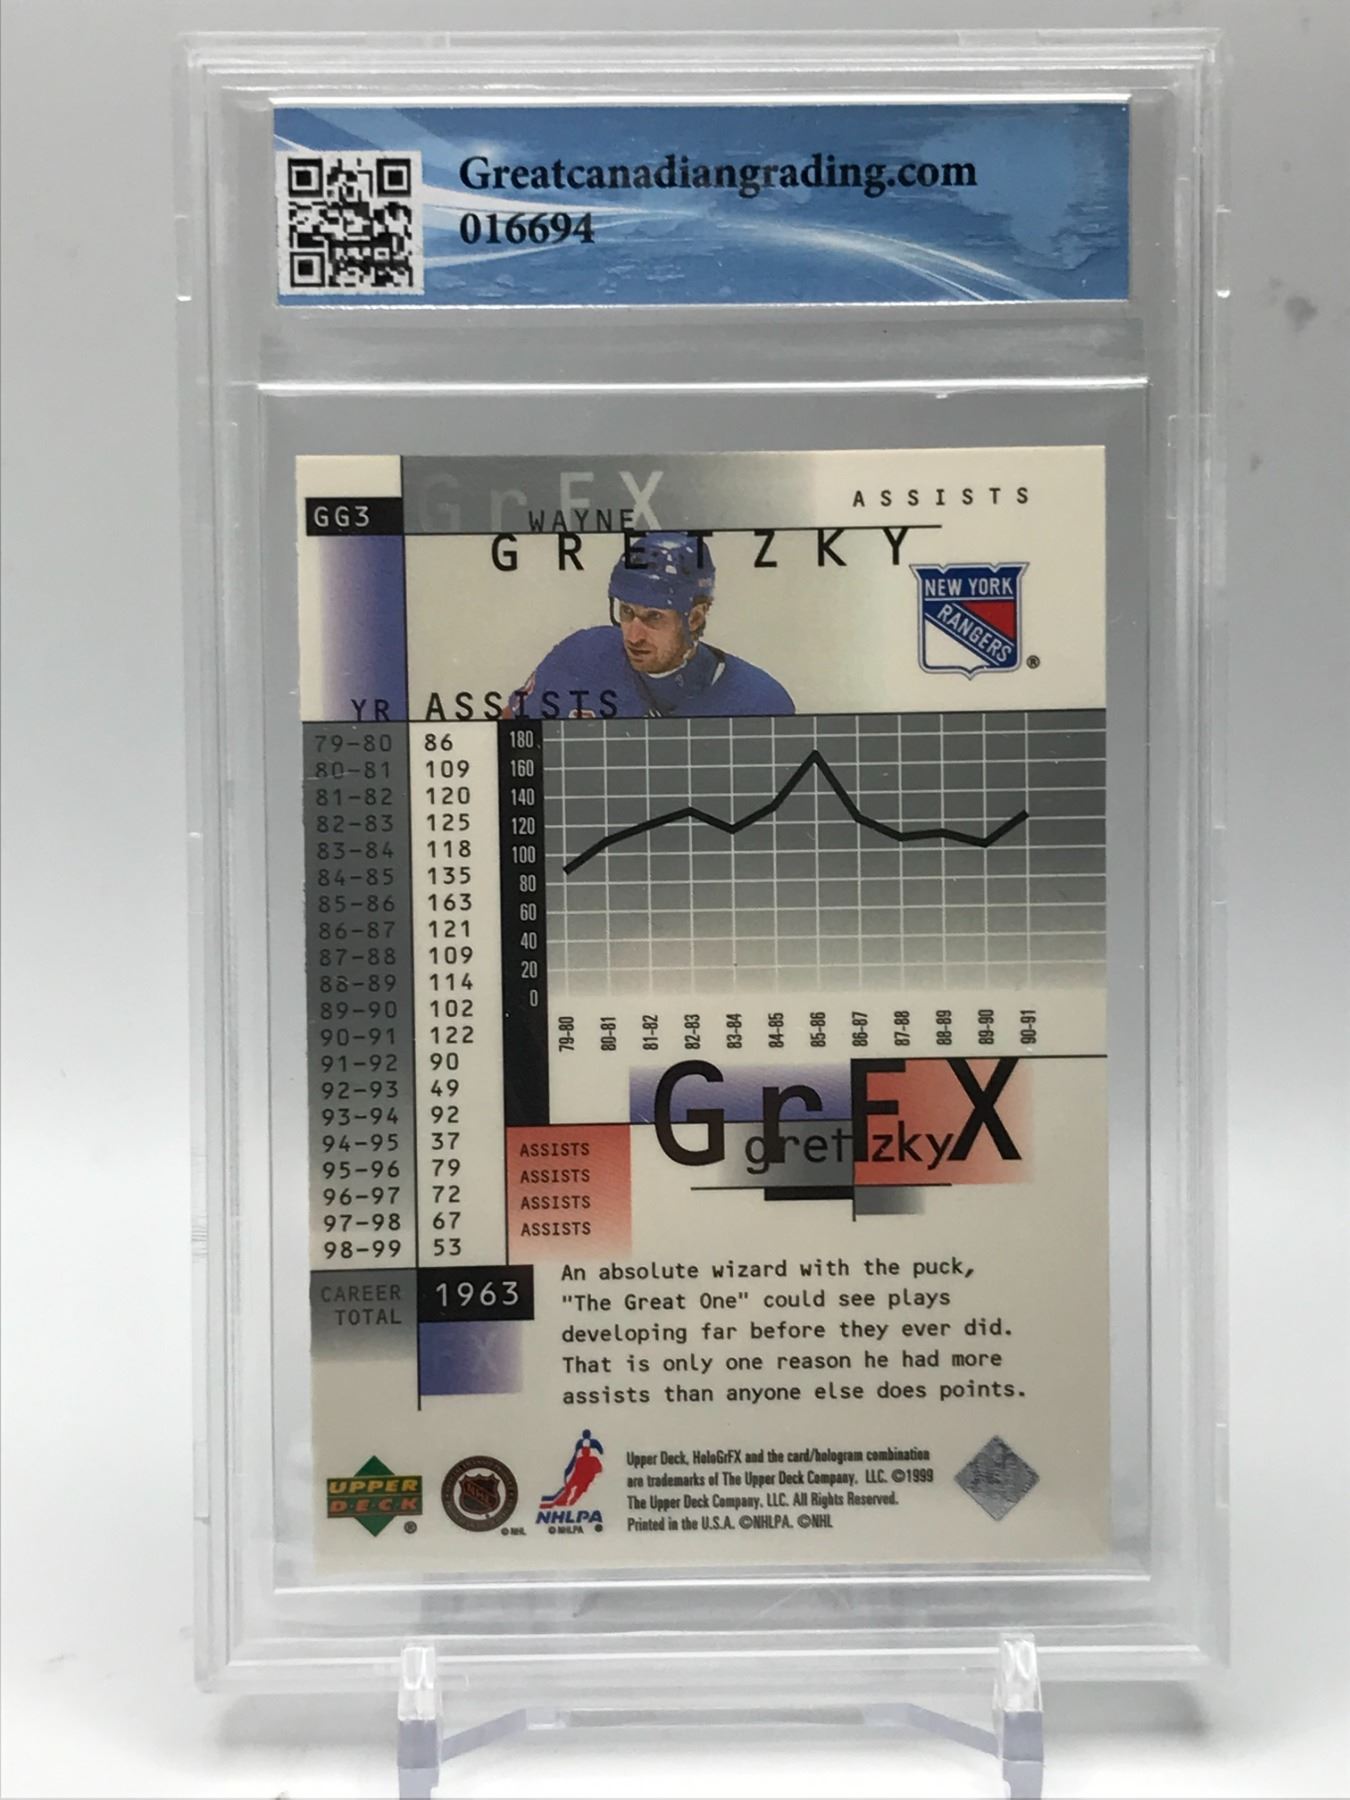 Greatcanadiangrading.com
016694
GrFX
ASSISTS
GG3
WAYNE
GRETZKY
NEW YORK
RANGERS
®
YR ASSISTS
79-80 86
80-81 109
81-82 120
82-83 125
83-84 118
84-85 135
85-86 163
86-87 121
87-88 109
88-89 114
89-90 102
90-91 122
91-92 90
92-93 49
93-94 92
94-95 37
95-96 79
96-97 72
97-98 67
98-99 53
CAREER
TOTAL
1963
FX
180
160
140
120
100
80
60
40
20
0
79-80 80-81 81-82 82-83 83-84 84-85 85-86 86-87 87-88 88-89 89-90 90-91
GrFX
gretzky
ASSISTS
ASSISTS
ASSISTS
ASSISTS
An absolute wizard with the puck,
"The Great One" could see plays
developing far before they ever did.
That is only one reason he had more
assists than anyone else does points.
UPPER
DECK
®
NHL
© NHL
NHLPA
© NHLPA
Upper Deck, HoloGrFX and the card/hologram combination
are trademarks of The Upper Deck Company, LLC. ©1999
The Upper Deck Company, LLC. All Rights Reserved.
Printed in the U.S.A. ©NHLPA. ©NHL